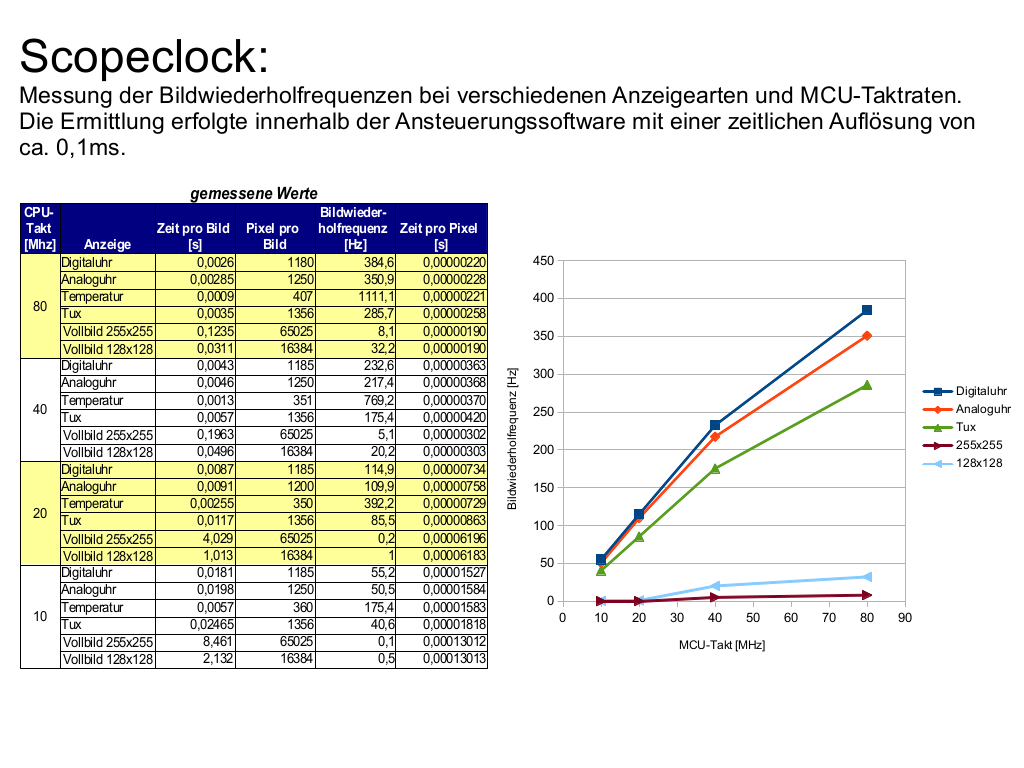 Scopeclock:
Messung der Bildwiederholfrequenzen bei verschiedenen Anzeigearten und MCU-Taktraten.
Die Ermittlung erfolgte innerhalb der Ansteuerungssoftware mit einer zeitlichen Auflösung von
ca. 0,1ms.
gemessene Werte
CPU-Takt [Mhz] Anzeige Zeit pro Bild [s] Pixel pro Bild Bildwieder-holfrequenz [Hz] Zeit pro Pixel [s]
80
Digitaluhr 0,0026 1180 384,6 0,00000220
Analoguhr 0,00285 1250 350,9 0,00000228
Temperatur 0,0009 407 1111,1 0,00000221
Tux 0,0035 1356 285,7 0,00000258
Vollbild 255x255 0,1235 65025 8,1 0,00000190
Vollbild 128x128 0,0311 16384 32,2 0,00000190
40
Digitaluhr 0,0043 1185 232,6 0,00000363
Analoguhr 0,0046 1250 217,4 0,00000368
Temperatur 0,0013 351 769,2 0,00000370
Tux 0,0057 1356 175,4 0,00000420
Vollbild 255x255 0,1963 65025 5,1 0,00000302
Vollbild 128x128 0,0496 16384 20,2 0,00000303
20
Digitaluhr 0,0087 1185 114,9 0,00000734
Analoguhr 0,0091 1200 109,9 0,00000758
Temperatur 0,00255 350 392,2 0,00000729
Tux 0,0117 1356 85,5 0,00000863
Vollbild 255x255 4,029 65025 0,2 0,00006196
Vollbild 128x128 1,013 16384 1 0,00006183
10
Digitaluhr 0,0181 1185 55,2 0,00001527
Analoguhr 0,0198 1250 50,5 0,00001584
Temperatur 0,0057 360 175,4 0,00001583
Tux 0,02465 1356 40,6 0,00001818
Vollbild 255x255 8,461 65025 0,1 0,00013012
Vollbild 128x128 2,132 16384 0,5 0,00013013
Bildwiederholfrequenz [Hz]
450
400
350
300
250
200
150
100
50
0
0 10 20 30 40 50 60 70 80 90
MCU-Takt [MHz]
Digitaluhr
Analoguhr
Tux
255x255
128x128